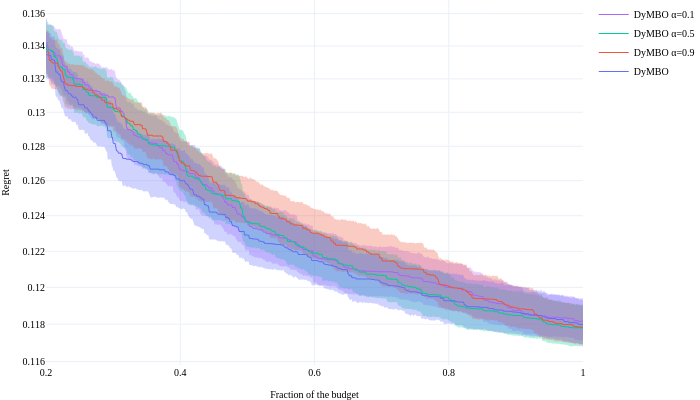 0.136
0.134
0.132
0.13
0.128
0.126
0.124
0.122
0.12
0.118
0.116
Regret
0.2 0.4 0.6 0.8 1
Fraction of the budget
DyMBO α=0.1
DyMBO α=0.5
DyMBO α=0.9
DyMBO